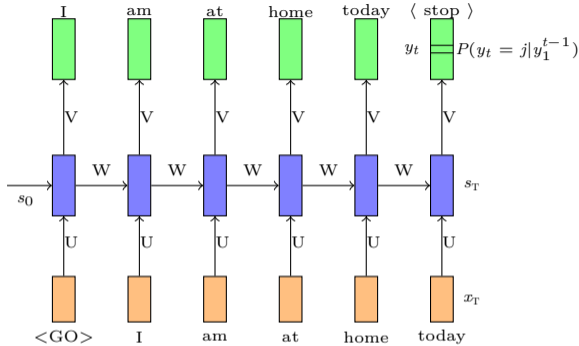 I am at home today ⟨ stop ⟩
y_t P(y_t = j|y_1^{t−1})
V V V V V V
W W W W W
s_0 s_T
U U U U U U
x_T
<GO> I am at home today